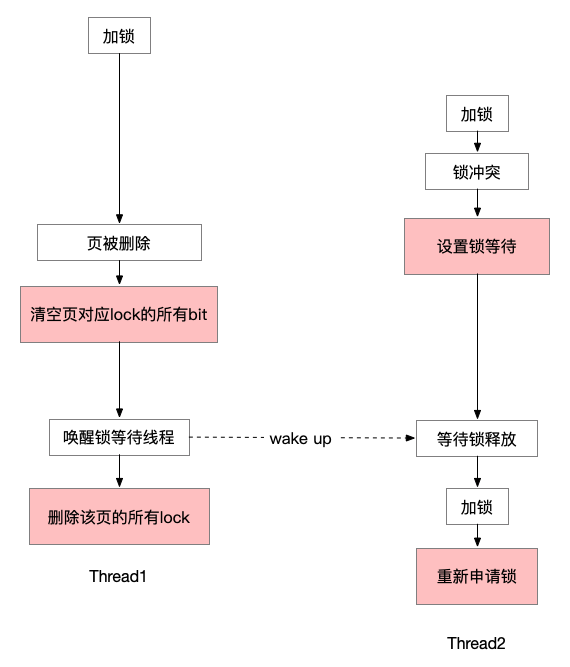 加锁
页被删除
清空页对应lock的所有bit
唤醒锁等待线程
删除该页的所有lock
Thread1
wake up
加锁
锁冲突
设置锁等待
等待锁释放
加锁
重新申请锁
Thread2